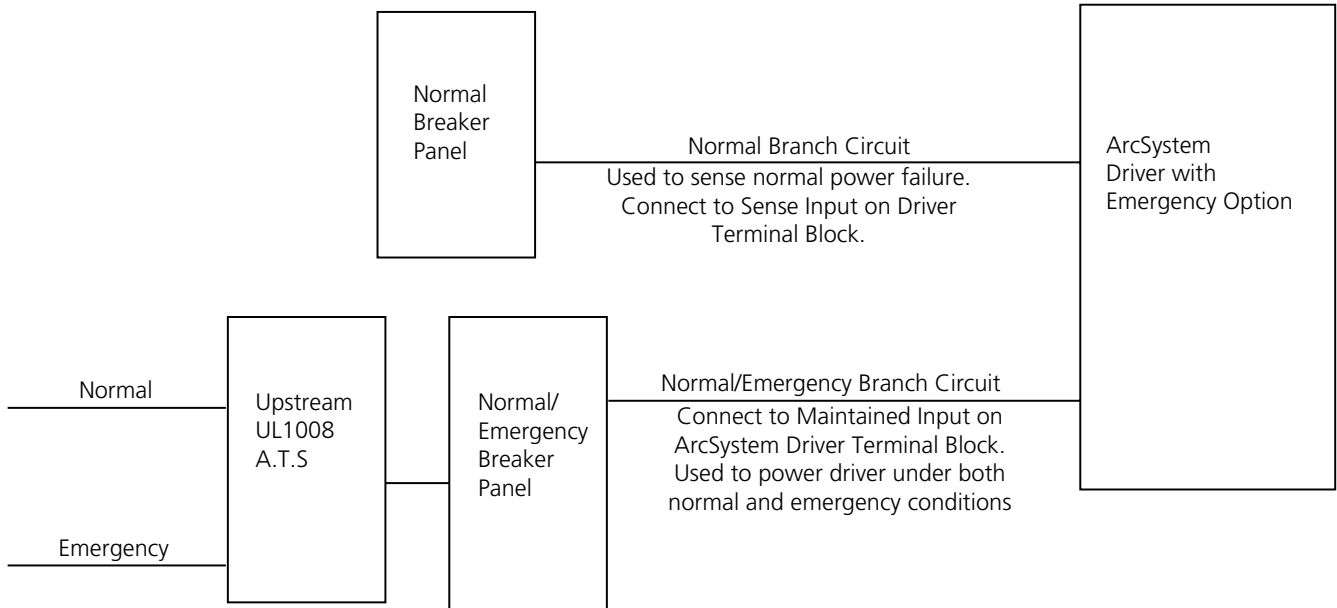 Normal
Breaker
Panel
Normal Branch Circuit
Used to sense normal power failure.
Connect to Sense Input on Driver
Terminal Block.
ArcSystem
Driver with
Emergency Option
Normal
Emergency
Upstream
UL1008
A.T.S
Normal/
Emergency
Breaker
Panel
Normal/Emergency Branch Circuit
Connect to Maintained Input on
ArcSystem Driver Terminal Block.
Used to power driver under both
normal and emergency conditions